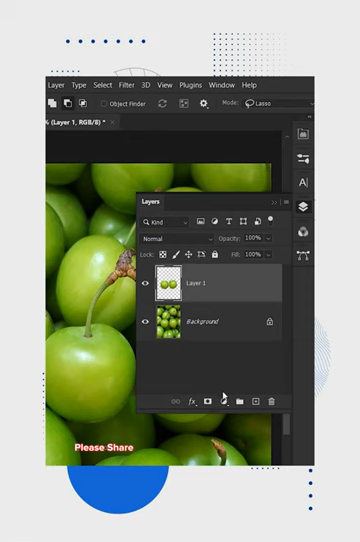 Layer Type Select Filter 3D View Plugins Window Help
Object Finder Mode: Lasso
% (Layer 1, RGB/8) * ×
Layers
Kind
Normal Opacity: 100%
Lock: Fill: 100%
Layer 1
Background
fx
Please Share